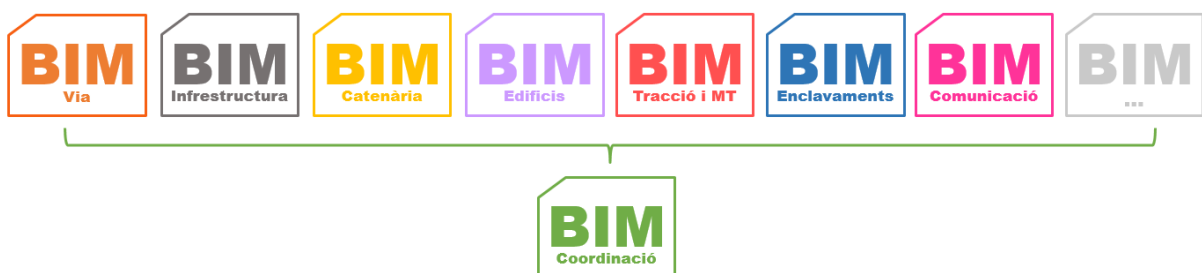 BIM
Via
BIM
Infrestructura
BIM
Catenària
BIM
Edificis
BIM
Tracció i MT
BIM
Enclavaments
BIM
Comunicació
BIM
...
BIM
Coordinació